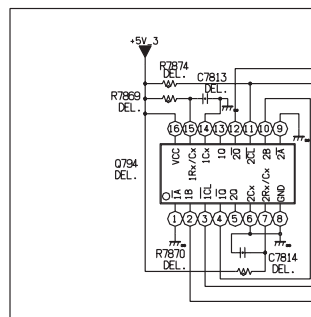 +5V_3
R7874
DEL.
C7813
DEL.
R7869
DEL.
16 15 14 13 12 11 10 9
VCC 1Rx/Cx 1Cx 1Q 2Q̅ 2C̅L̅ 2B 2A̅
Q794
DEL.
1A̅ 1B 1C̅L̅ 1Q̅ 2Q 2Cx 2Rx/Cx GND
1 2 3 4 5 6 7 8
R7870
DEL.
C7814
DEL.